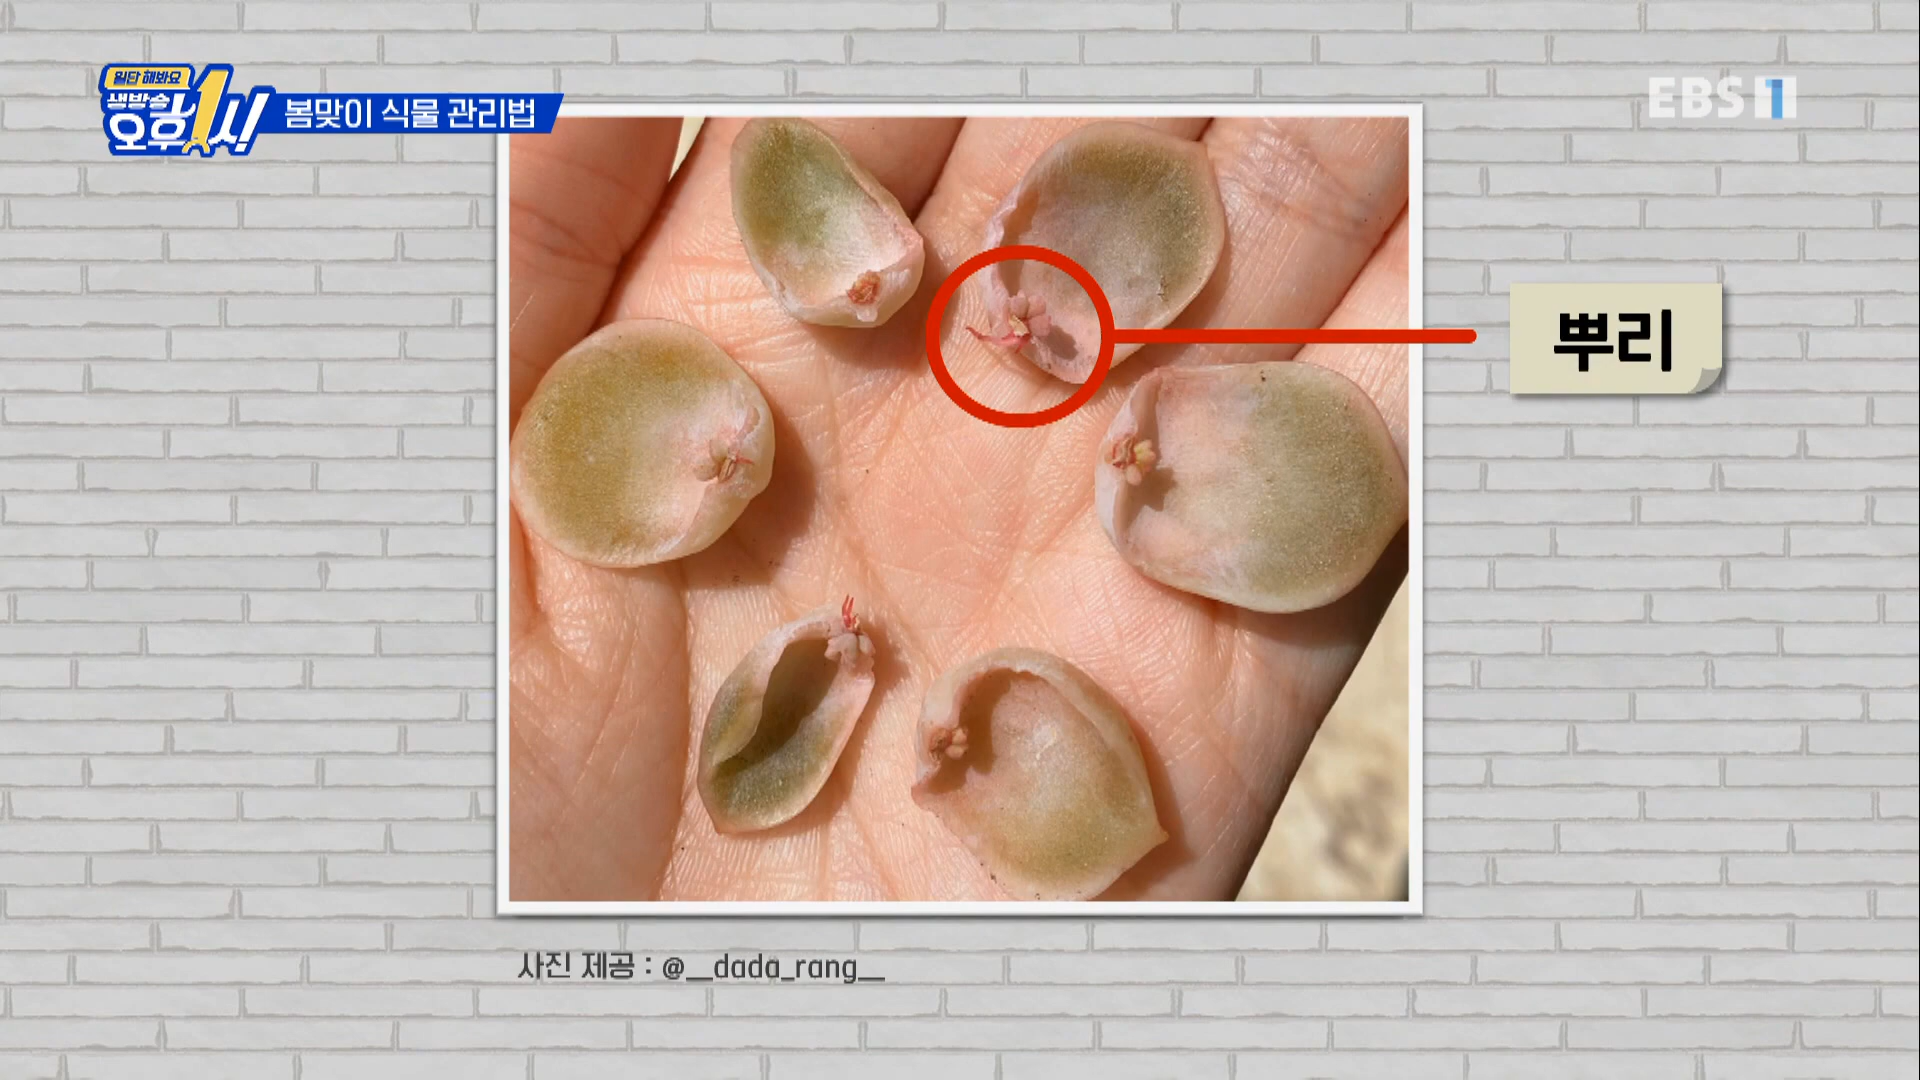 일단 해봐요
생방송
오후1시!
봄맞이 식물 관리법
EBS 1
뿌리
사진 제공 : @__dada_rang__